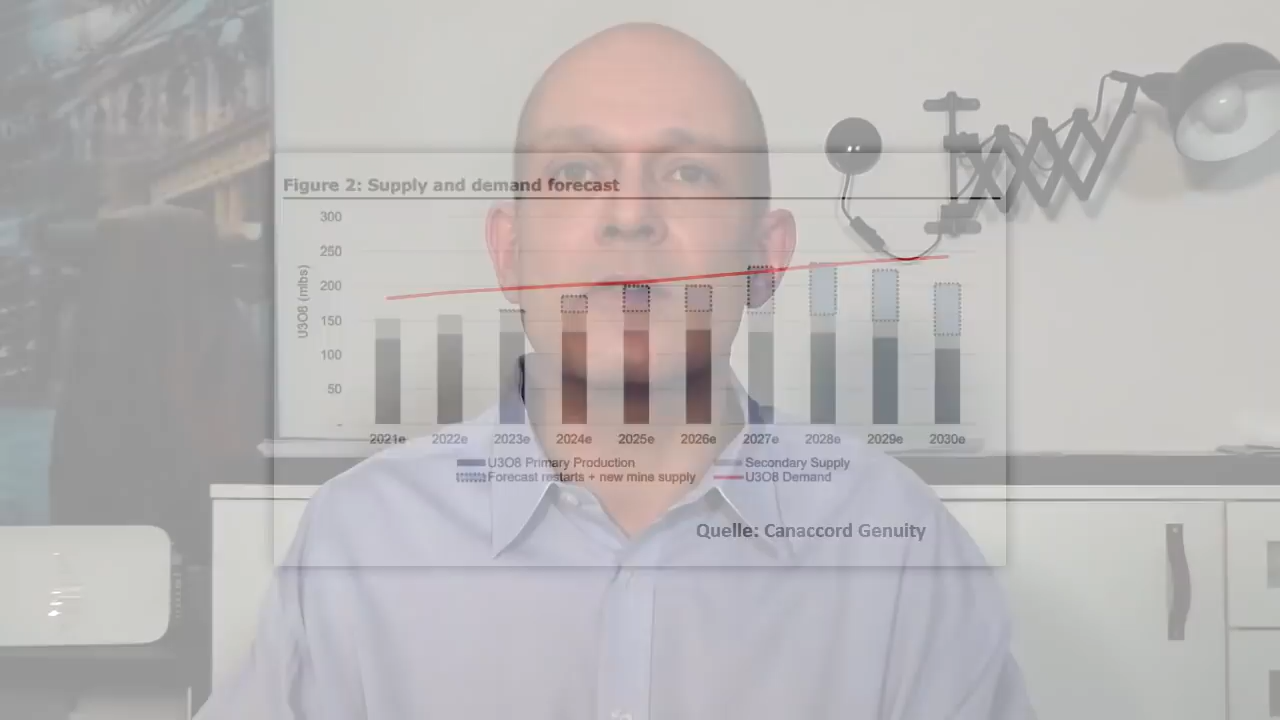 Figure 2: Supply and demand forecast
300
250
200
150
100
50
-
U3O8 (mlbs)
2021e 2022e 2023e 2024e 2025e 2026e 2027e 2028e 2029e 2030e
U3O8 Primary Production Secondary Supply
Forecast restarts + new mine supply U3O8 Demand
Quelle: Canaccord Genuity